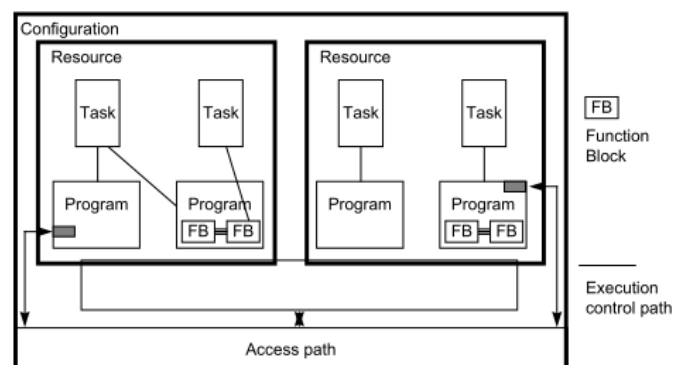 Configuration
Resource
Resource
Task
Task
Task
Task
FB
Function
Block
Program
Program
Program
Program
FB
FB
FB
FB
Execution
control path
Access path